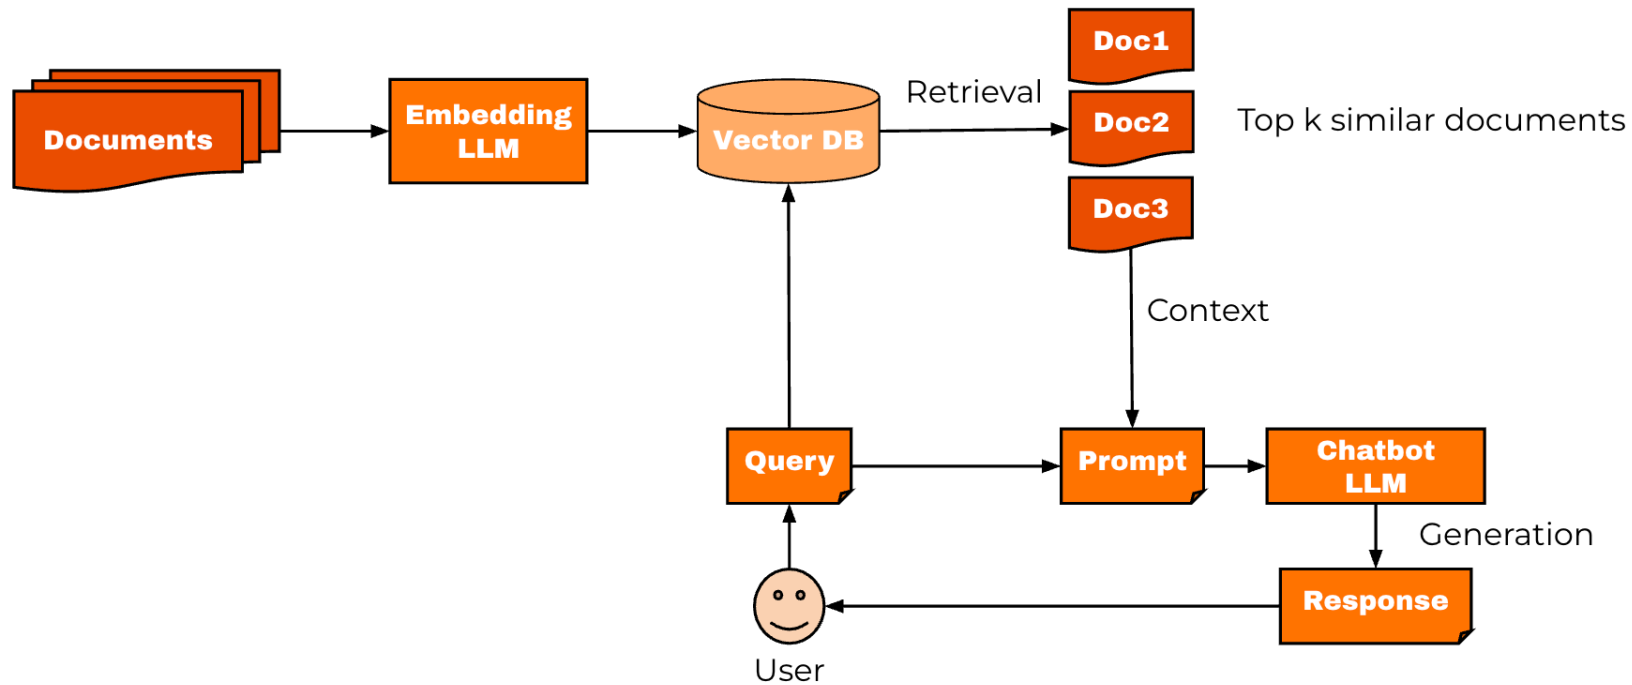 Documents
Embedding
LLM
Vector DB
Retrieval
Doc1
Doc2
Doc3
Top k similar documents
Context
Query
Prompt
Chatbot
LLM
Generation
Response
User